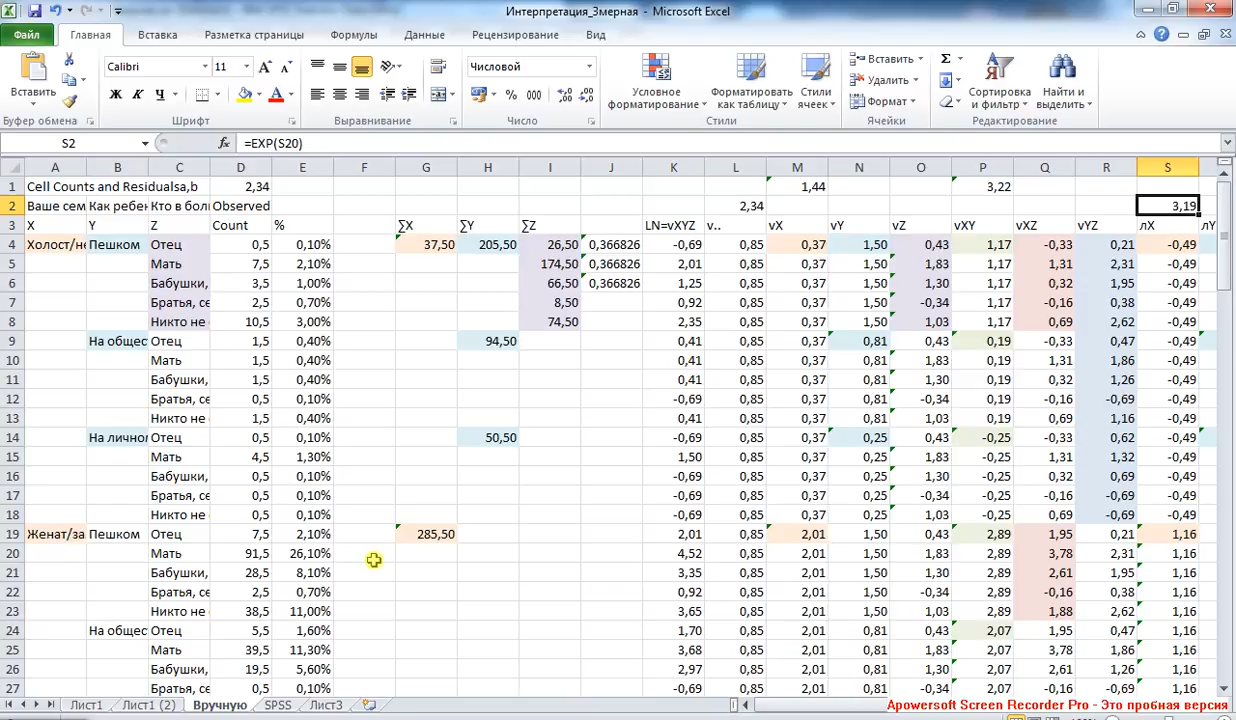 Интерпретация_3мерная - Microsoft Excel
Файл Главная Вставка Разметка страницы Формулы Данные Рецензирование Вид
Вставить Calibri 11 Числовой Условное форматирование Форматировать как таблицу Стили ячеек Вставить Удалить Формат Сортировка и фильтр Найти и выделить
Буфер обмена Шрифт Выравнивание Число Стили Ячейки Редактирование
S2 fx =EXP(S20)
A B C D E F G H I J K L M N O P Q R S
1 Cell Counts and Residualsa,b 2,34 1,44 3,22
2 Ваше сем Как ребен Кто в бол Observed 2,34 3,19
3 X Y Z Count % ∑X ∑Y ∑Z LN=vXYZ v.. vX vY vZ vXY vXZ vYZ лX лY
4 Холост/не Пешком Отец 0,5 0,10% 37,50 205,50 26,50 0,366826 -0,69 0,85 0,37 1,50 0,43 1,17 -0,33 0,21 -0,49
5 Мать 7,5 2,10% 174,50 0,366826 2,01 0,85 0,37 1,50 1,83 1,17 1,31 2,31 -0,49
6 Бабушки, 3,5 1,00% 66,50 0,366826 1,25 0,85 0,37 1,50 1,30 1,17 0,32 1,95 -0,49
7 Братья, се 2,5 0,70% 8,50 0,92 0,85 0,37 1,50 -0,34 1,17 -0,16 0,38 -0,49
8 Никто не 10,5 3,00% 74,50 2,35 0,85 0,37 1,50 1,03 1,17 0,69 2,62 -0,49
9 На общест Отец 1,5 0,40% 94,50 0,41 0,85 0,37 0,81 0,43 0,19 -0,33 0,47 -0,49
10 Мать 1,5 0,40% 0,41 0,85 0,37 0,81 1,83 0,19 1,31 1,86 -0,49
11 Бабушки, 1,5 0,40% 0,41 0,85 0,37 0,81 1,30 0,19 0,32 1,26 -0,49
12 Братья, се 0,5 0,10% -0,69 0,85 0,37 0,81 -0,34 0,19 -0,16 -0,69 -0,49
13 Никто не 1,5 0,40% 0,41 0,85 0,37 0,81 1,03 0,19 0,69 1,16 -0,49
14 На личном Отец 0,5 0,10% 50,50 -0,69 0,85 0,37 0,25 0,43 -0,25 -0,33 0,62 -0,49
15 Мать 4,5 1,30% 1,50 0,85 0,37 0,25 1,83 -0,25 1,31 1,32 -0,49
16 Бабушки, 0,5 0,10% -0,69 0,85 0,37 0,25 1,30 -0,25 0,32 0,69 -0,49
17 Братья, се 0,5 0,10% -0,69 0,85 0,37 0,25 -0,34 -0,25 -0,16 -0,69 -0,49
18 Никто не 0,5 0,10% -0,69 0,85 0,37 0,25 1,03 -0,25 0,69 -0,69 -0,49
19 Женат/за Пешком Отец 7,5 2,10% 285,50 2,01 0,85 2,01 1,50 0,43 2,89 1,95 0,21 1,16
20 Мать 91,5 26,10% 4,52 0,85 2,01 1,50 1,83 2,89 3,78 2,31 1,16
21 Бабушки, 28,5 8,10% 3,35 0,85 2,01 1,50 1,30 2,89 2,61 1,95 1,16
22 Братья, се 2,5 0,70% 0,92 0,85 2,01 1,50 -0,34 2,89 -0,16 0,38 1,16
23 Никто не 38,5 11,00% 3,65 0,85 2,01 1,50 1,03 2,89 1,88 2,62 1,16
24 На общест Отец 5,5 1,60% 1,70 0,85 2,01 0,81 0,43 2,07 1,95 0,47 1,16
25 Мать 39,5 11,30% 3,68 0,85 2,01 0,81 1,83 2,07 3,78 1,86 1,16
26 Бабушки, 19,5 5,60% 2,97 0,85 2,01 0,81 1,30 2,07 2,61 1,26 1,16
27 Братья, се 0,5 0,10% -0,69 0,85 2,01 0,81 -0,34 2,07 -0,16 -0,69 1,16
Лист1 Лист1 (2) Вручную SPSS Лист3
Apowersoft Screen Recorder Pro - Это пробная версия